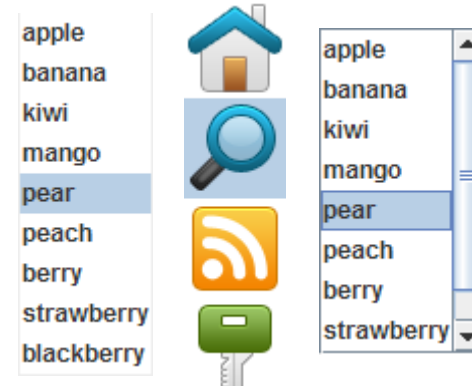 apple
banana
kiwi
mango
pear
peach
berry
strawberry
blackberry
apple
banana
kiwi
mango
pear
peach
berry
strawberry